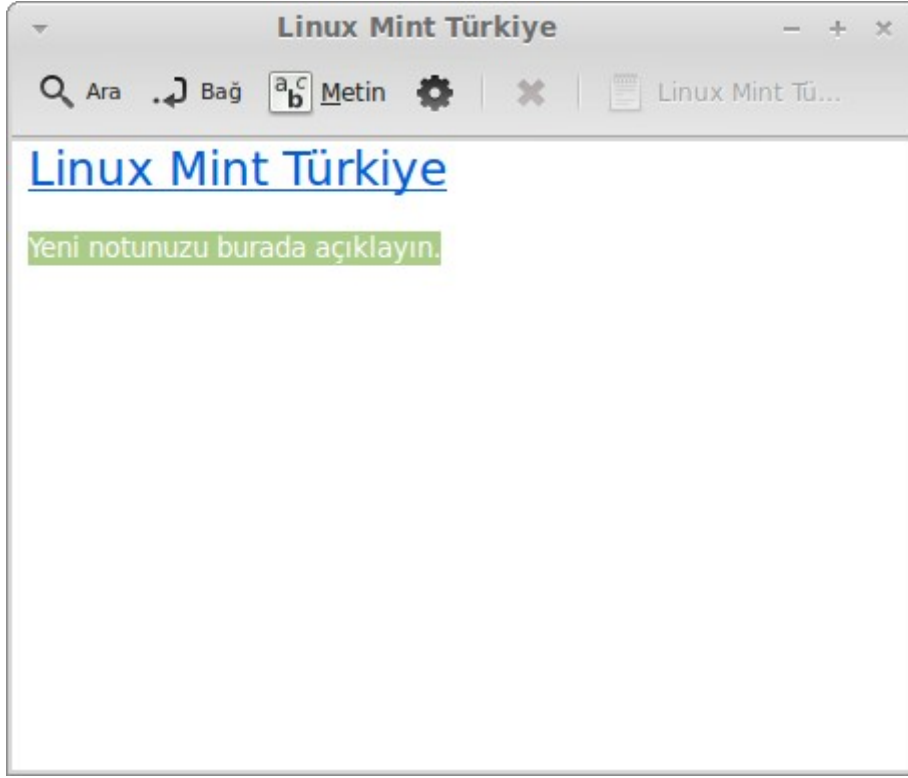 Linux Mint Türkiye
Ara Bağ Metin Linux Mint Tü...
Linux Mint Türkiye
Yeni notunuzu burada açıklayın.